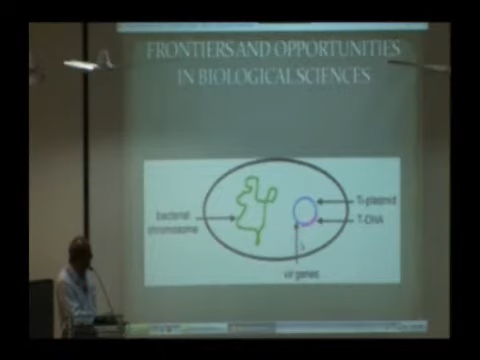 FRONTIERS AND OPPORTUNITIES
IN BIOLOGICAL SCIENCES
Ti-plasmid
bacterial
chromosome
T-DNA
vir genes